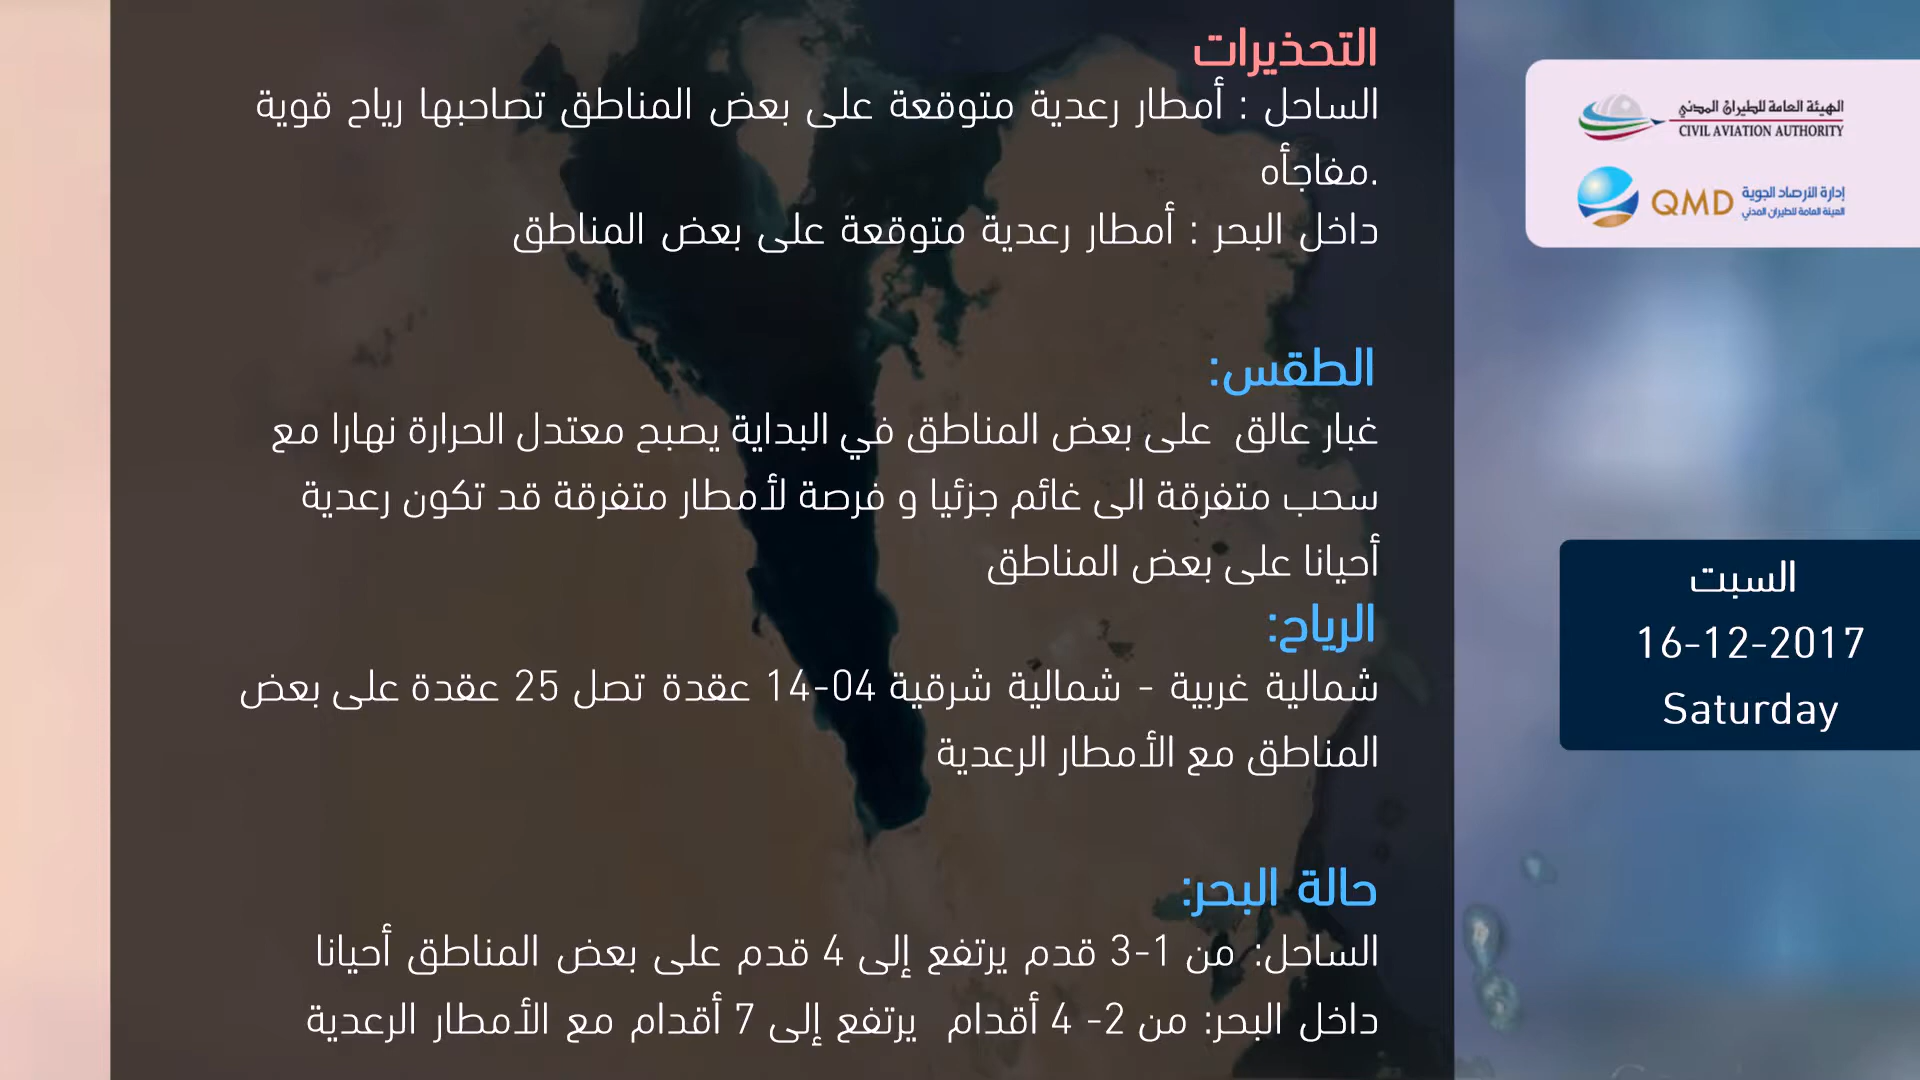 التحذيرات
الساحل : أمطار رعدية متوقعة على بعض المناطق تصاحبها رياح قوية
مفاجأه.
داخل البحر : أمطار رعدية متوقعة على بعض المناطق
الطقس:
غبار عالق على بعض المناطق في البداية يصبح معتدل الحرارة نهارا مع
سحب متفرقة الى غائم جزئيا و فرصة لأمطار متفرقة قد تكون رعدية
أحيانا على بعض المناطق
الرياح:
شمالية غربية - شمالية شرقية 04-14 عقدة تصل 25 عقدة على بعض
المناطق مع الأمطار الرعدية
حالة البحر:
الساحل: من 1-3 قدم يرتفع إلى 4 قدم على بعض المناطق أحيانا
داخل البحر: من 2- 4 أقدام يرتفع إلى 7 أقدام مع الأمطار الرعدية
الهيئة العامة للطيران المدني
CIVIL AVIATION AUTHORITY
QMD
إدارة الأرصاد الجوية
الهيئة العامة للطيران المدني
السبت
16-12-2017
Saturday